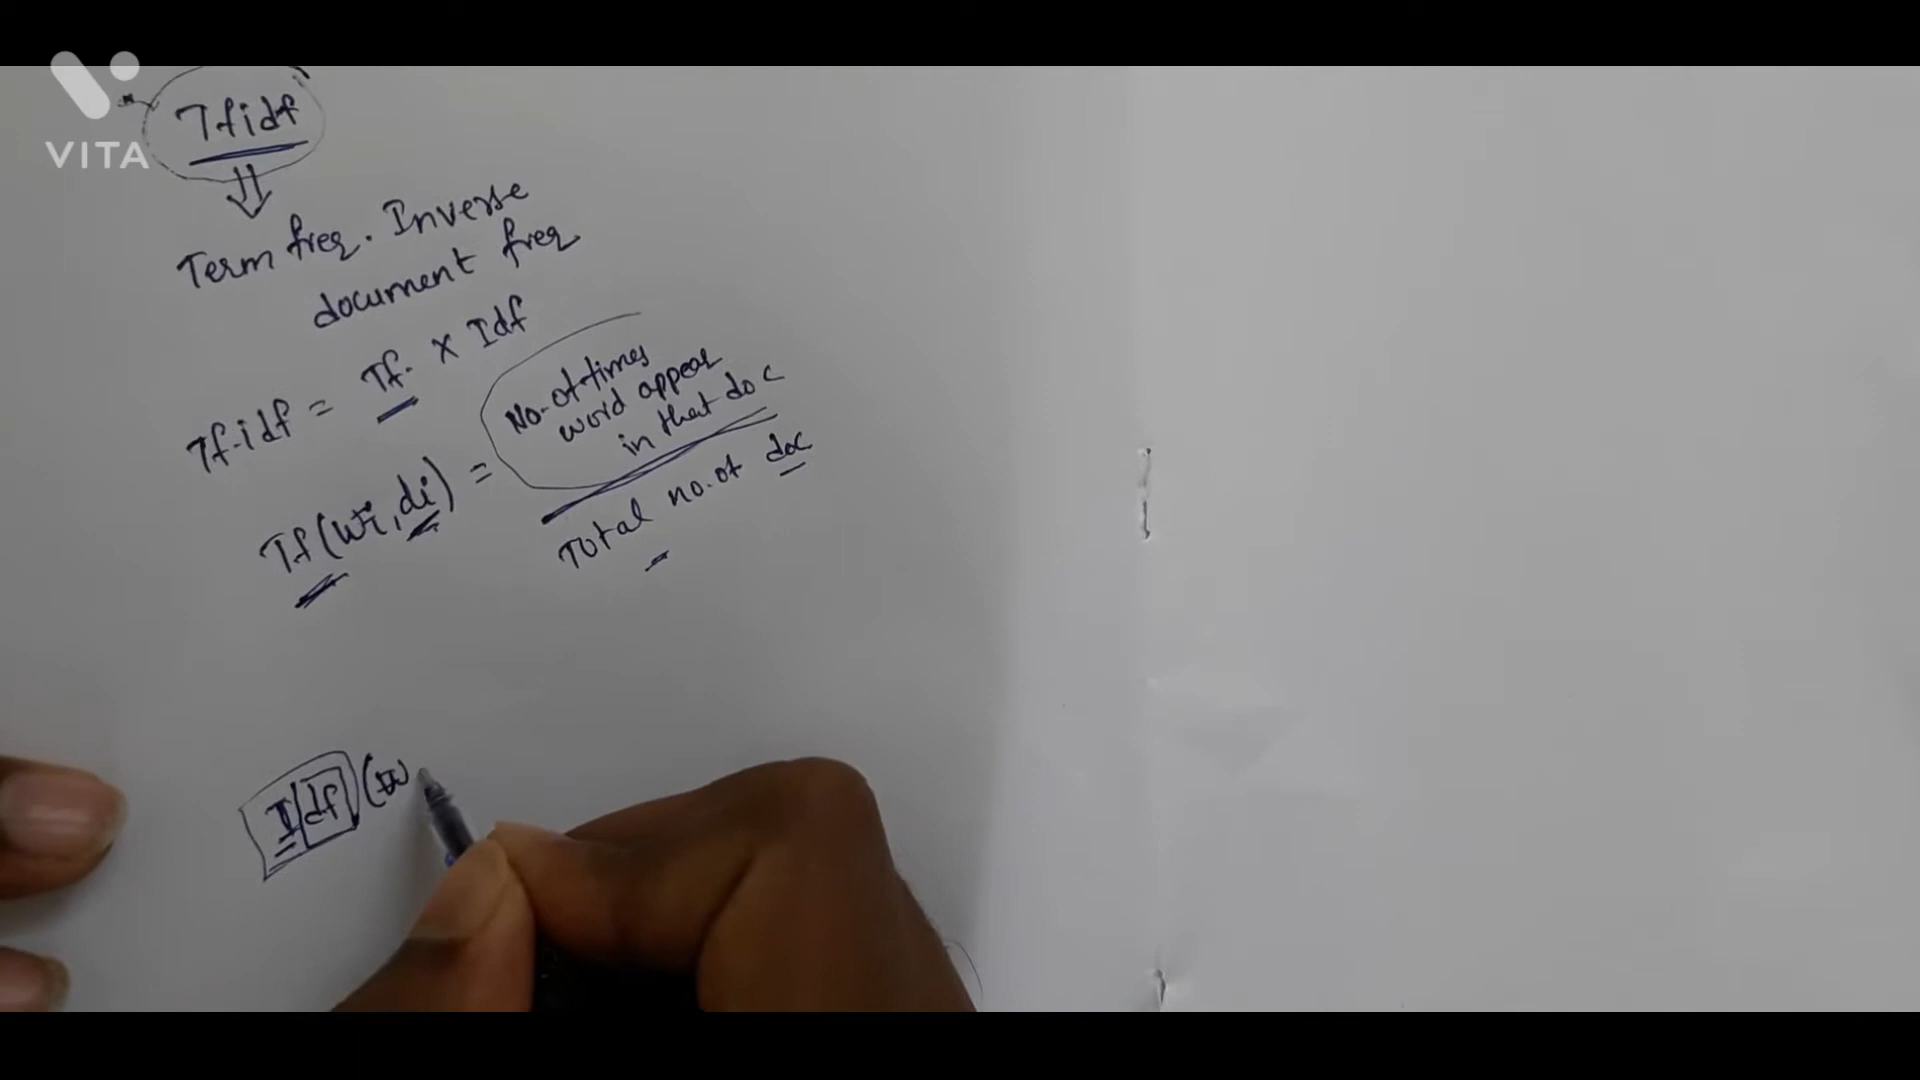 VITA
Tfidf
Term freq. Inverse
document freq
Tf-idf = Tf. x Idf
No. of times
word appear
in that doc
Tf(wi, di) =
Total no. of doc
Idf (w